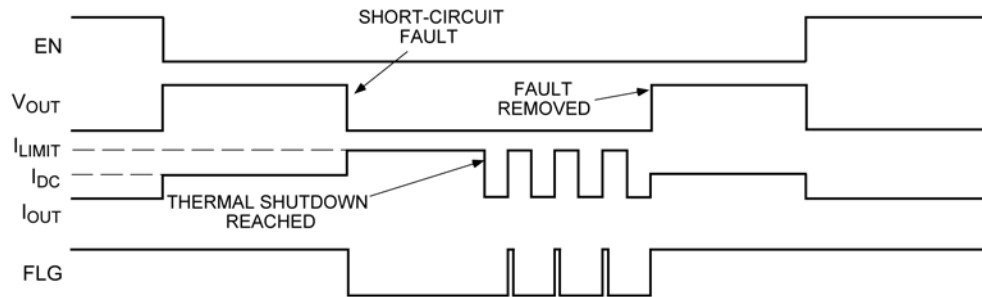 SHORT-CIRCUIT
FAULT
EN
FAULT
REMOVED
VOUT
ILIMIT
IDC
THERMAL SHUTDOWN
REACHED
IOUT
FLG